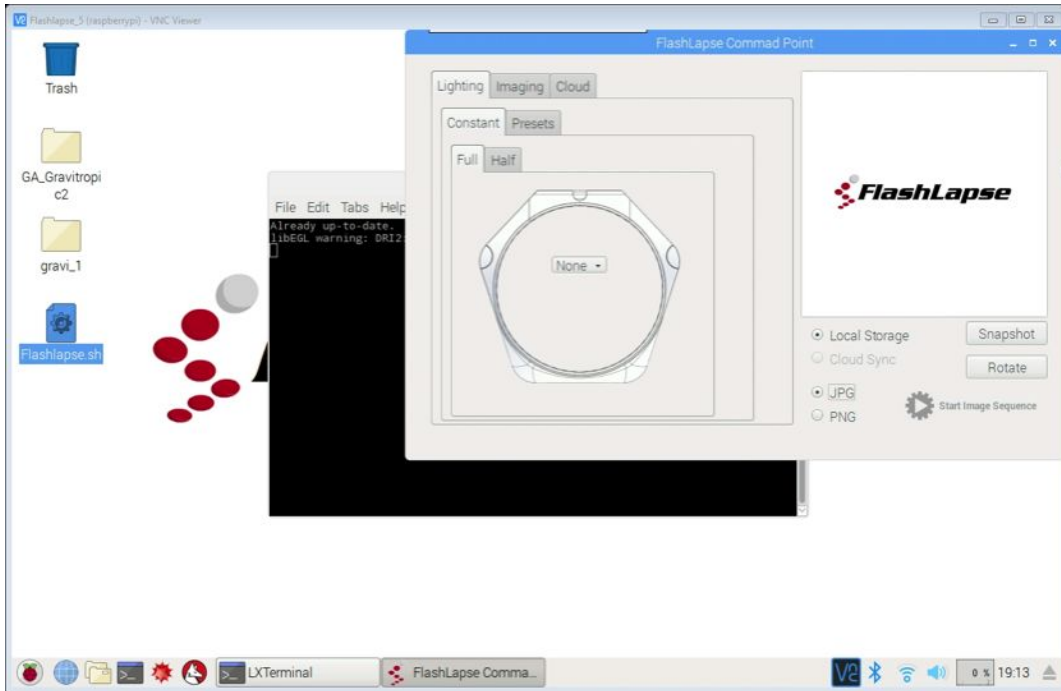 Flashlapse_5 (raspberrypi) - VNC Viewer
Trash
GA_Gravitropi
c2
gravi_1
Flashlapse.sh
File Edit Tabs Help
Already up-to-date.
libEGL warning: DRI2:
FlashLapse Commad Point
Lighting Imaging Cloud
Constant Presets
Full Half
None
FlashLapse
Local Storage
Snapshot
Cloud Sync
Rotate
JPG
Start Image Sequence
PNG
LXTerminal
FlashLapse Comma...
0 %
19:13